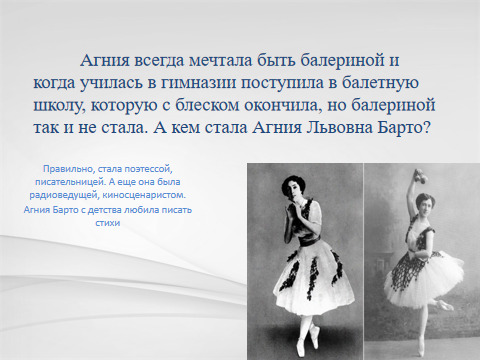 Агния всегда мечтала быть балериной и
когда училась в гимназии поступила в балетную
школу, которую с блеском окончила, но балериной
так и не стала. А кем стала Агния Львовна Барто?
Правильно, стала поэтессой,
писательницей. А еще она была
радиоведущей, киносценаристом.
Агния Барто с детства любила писать
стихи